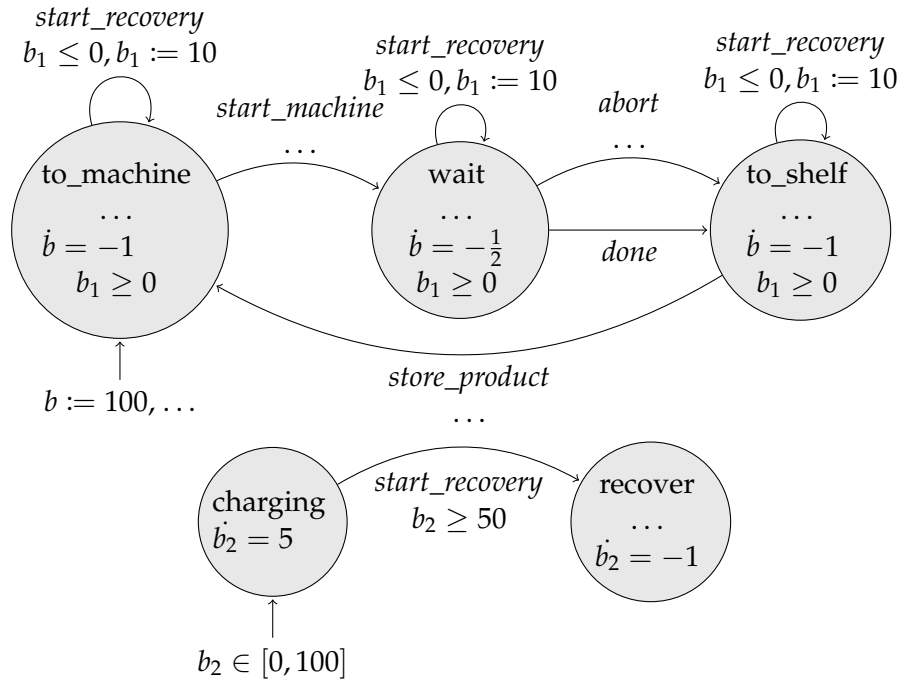 start_recovery
b₁ ≤ 0, b₁ := 10
start_recovery
b₁ ≤ 0, b₁ := 10
start_recovery
b₁ ≤ 0, b₁ := 10
start_machine
...
abort
...
to_machine
...
ḃ = −1
b₁ ≥ 0
wait
...
ḃ = −½
b₁ ≥ 0
to_shelf
...
ḃ = −1
b₁ ≥ 0
done
b := 100, ...
store_product
...
charging
ḃ₂ = 5
start_recovery
b₂ ≥ 50
recover
...
ḃ₂ = −1
b₂ ∈ [0, 100]